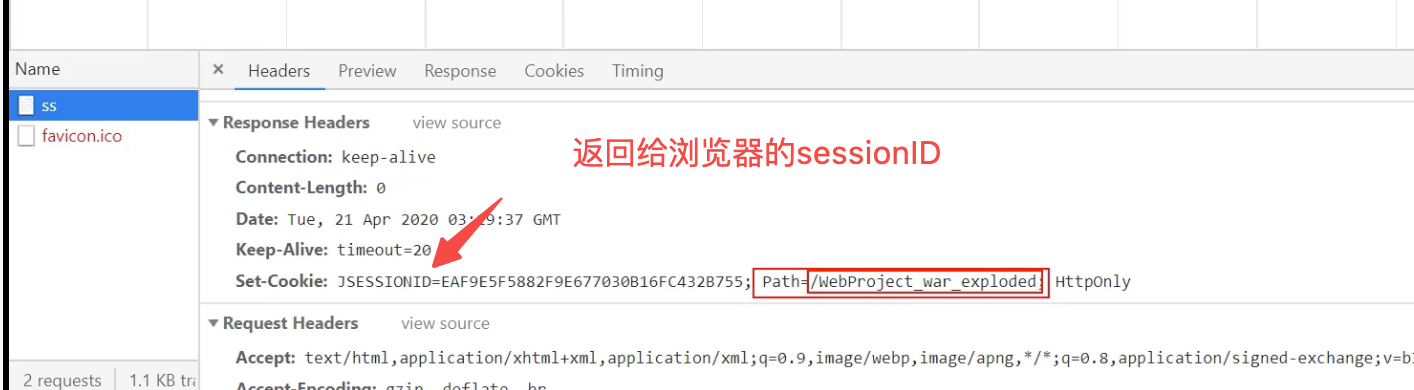 Name
× Headers Preview Response Cookies Timing
ss
favicon.ico
Response Headers view source
返回给浏览器的sessionID
Connection: keep-alive
Content-Length: 0
Date: Tue, 21 Apr 2020 03: 9:37 GMT
Keep-Alive: timeout=20
Set-Cookie: JSESSIONID=EAF9E5F5882F9E677030B16FC432B755; Path=/WebProject_war_exploded; HttpOnly
Request Headers view source
Accept: text/html,application/xhtml+xml,application/xml;q=0.9,image/webp,image/apng,*/*;q=0.8,application/signed-exchange;v=b
2 requests 1.1 KB tra
Accept-Encoding: gzip, deflate, br